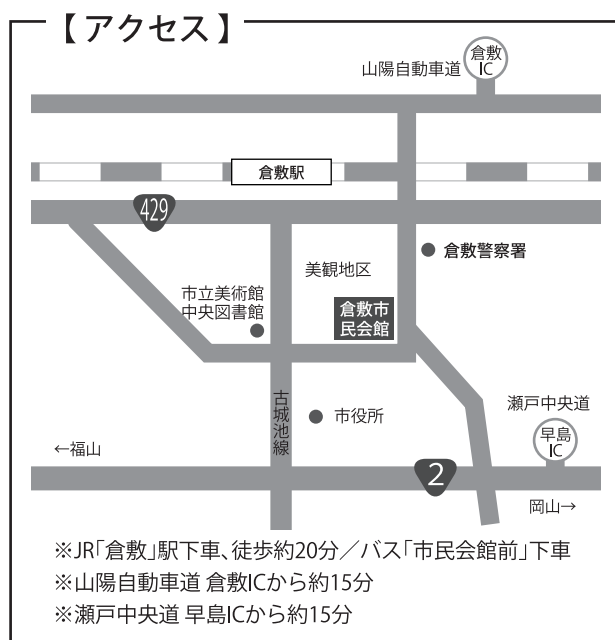 【アクセス】
倉敷
IC
山陽自動車道
倉敷駅
429
倉敷警察署
美観地区
市立美術館
中央図書館
倉敷市
民会館
古城池線
市役所
瀬戸中央道
早島
IC
←福山
2
岡山→
※JR「倉敷」駅下車、徒歩約20分／バス「市民会館前」下車
※山陽自動車道 倉敷ICから約15分
※瀬戸中央道 早島ICから約15分